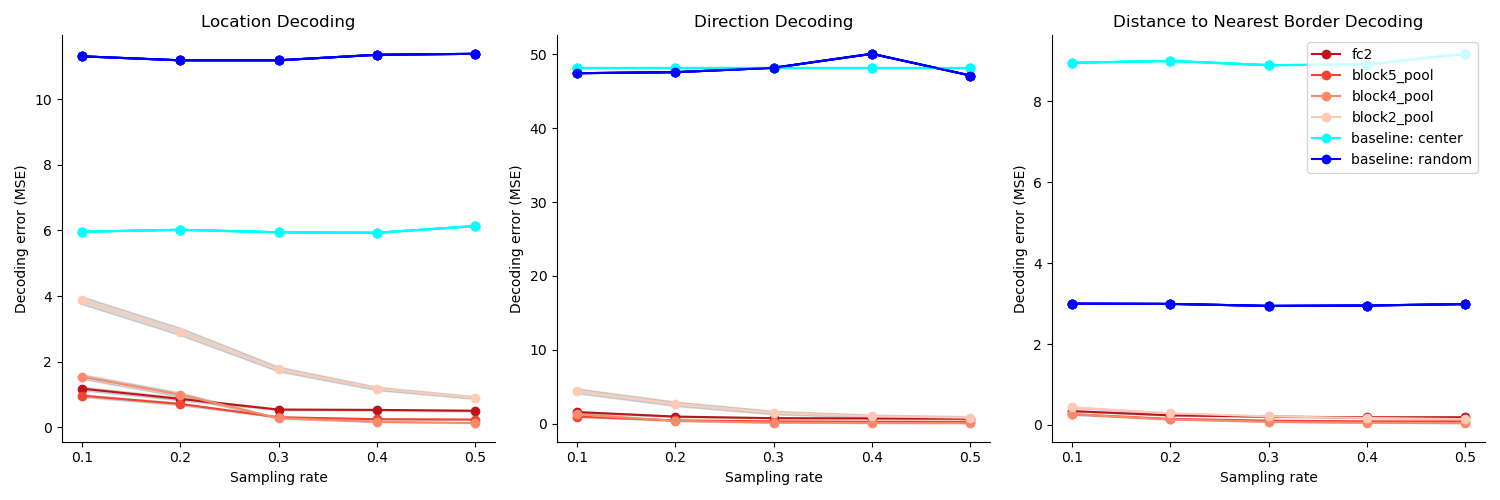 Location Decoding
Decoding error (MSE)
10
8
6
4
2
0
0.1 0.2 0.3 0.4 0.5
Sampling rate
Direction Decoding
Decoding error (MSE)
50
40
30
20
10
0
0.1 0.2 0.3 0.4 0.5
Sampling rate
Distance to Nearest Border Decoding
Decoding error (MSE)
8
6
4
2
0
0.1 0.2 0.3 0.4 0.5
Sampling rate
fc2
block5_pool
block4_pool
block2_pool
baseline: center
baseline: random